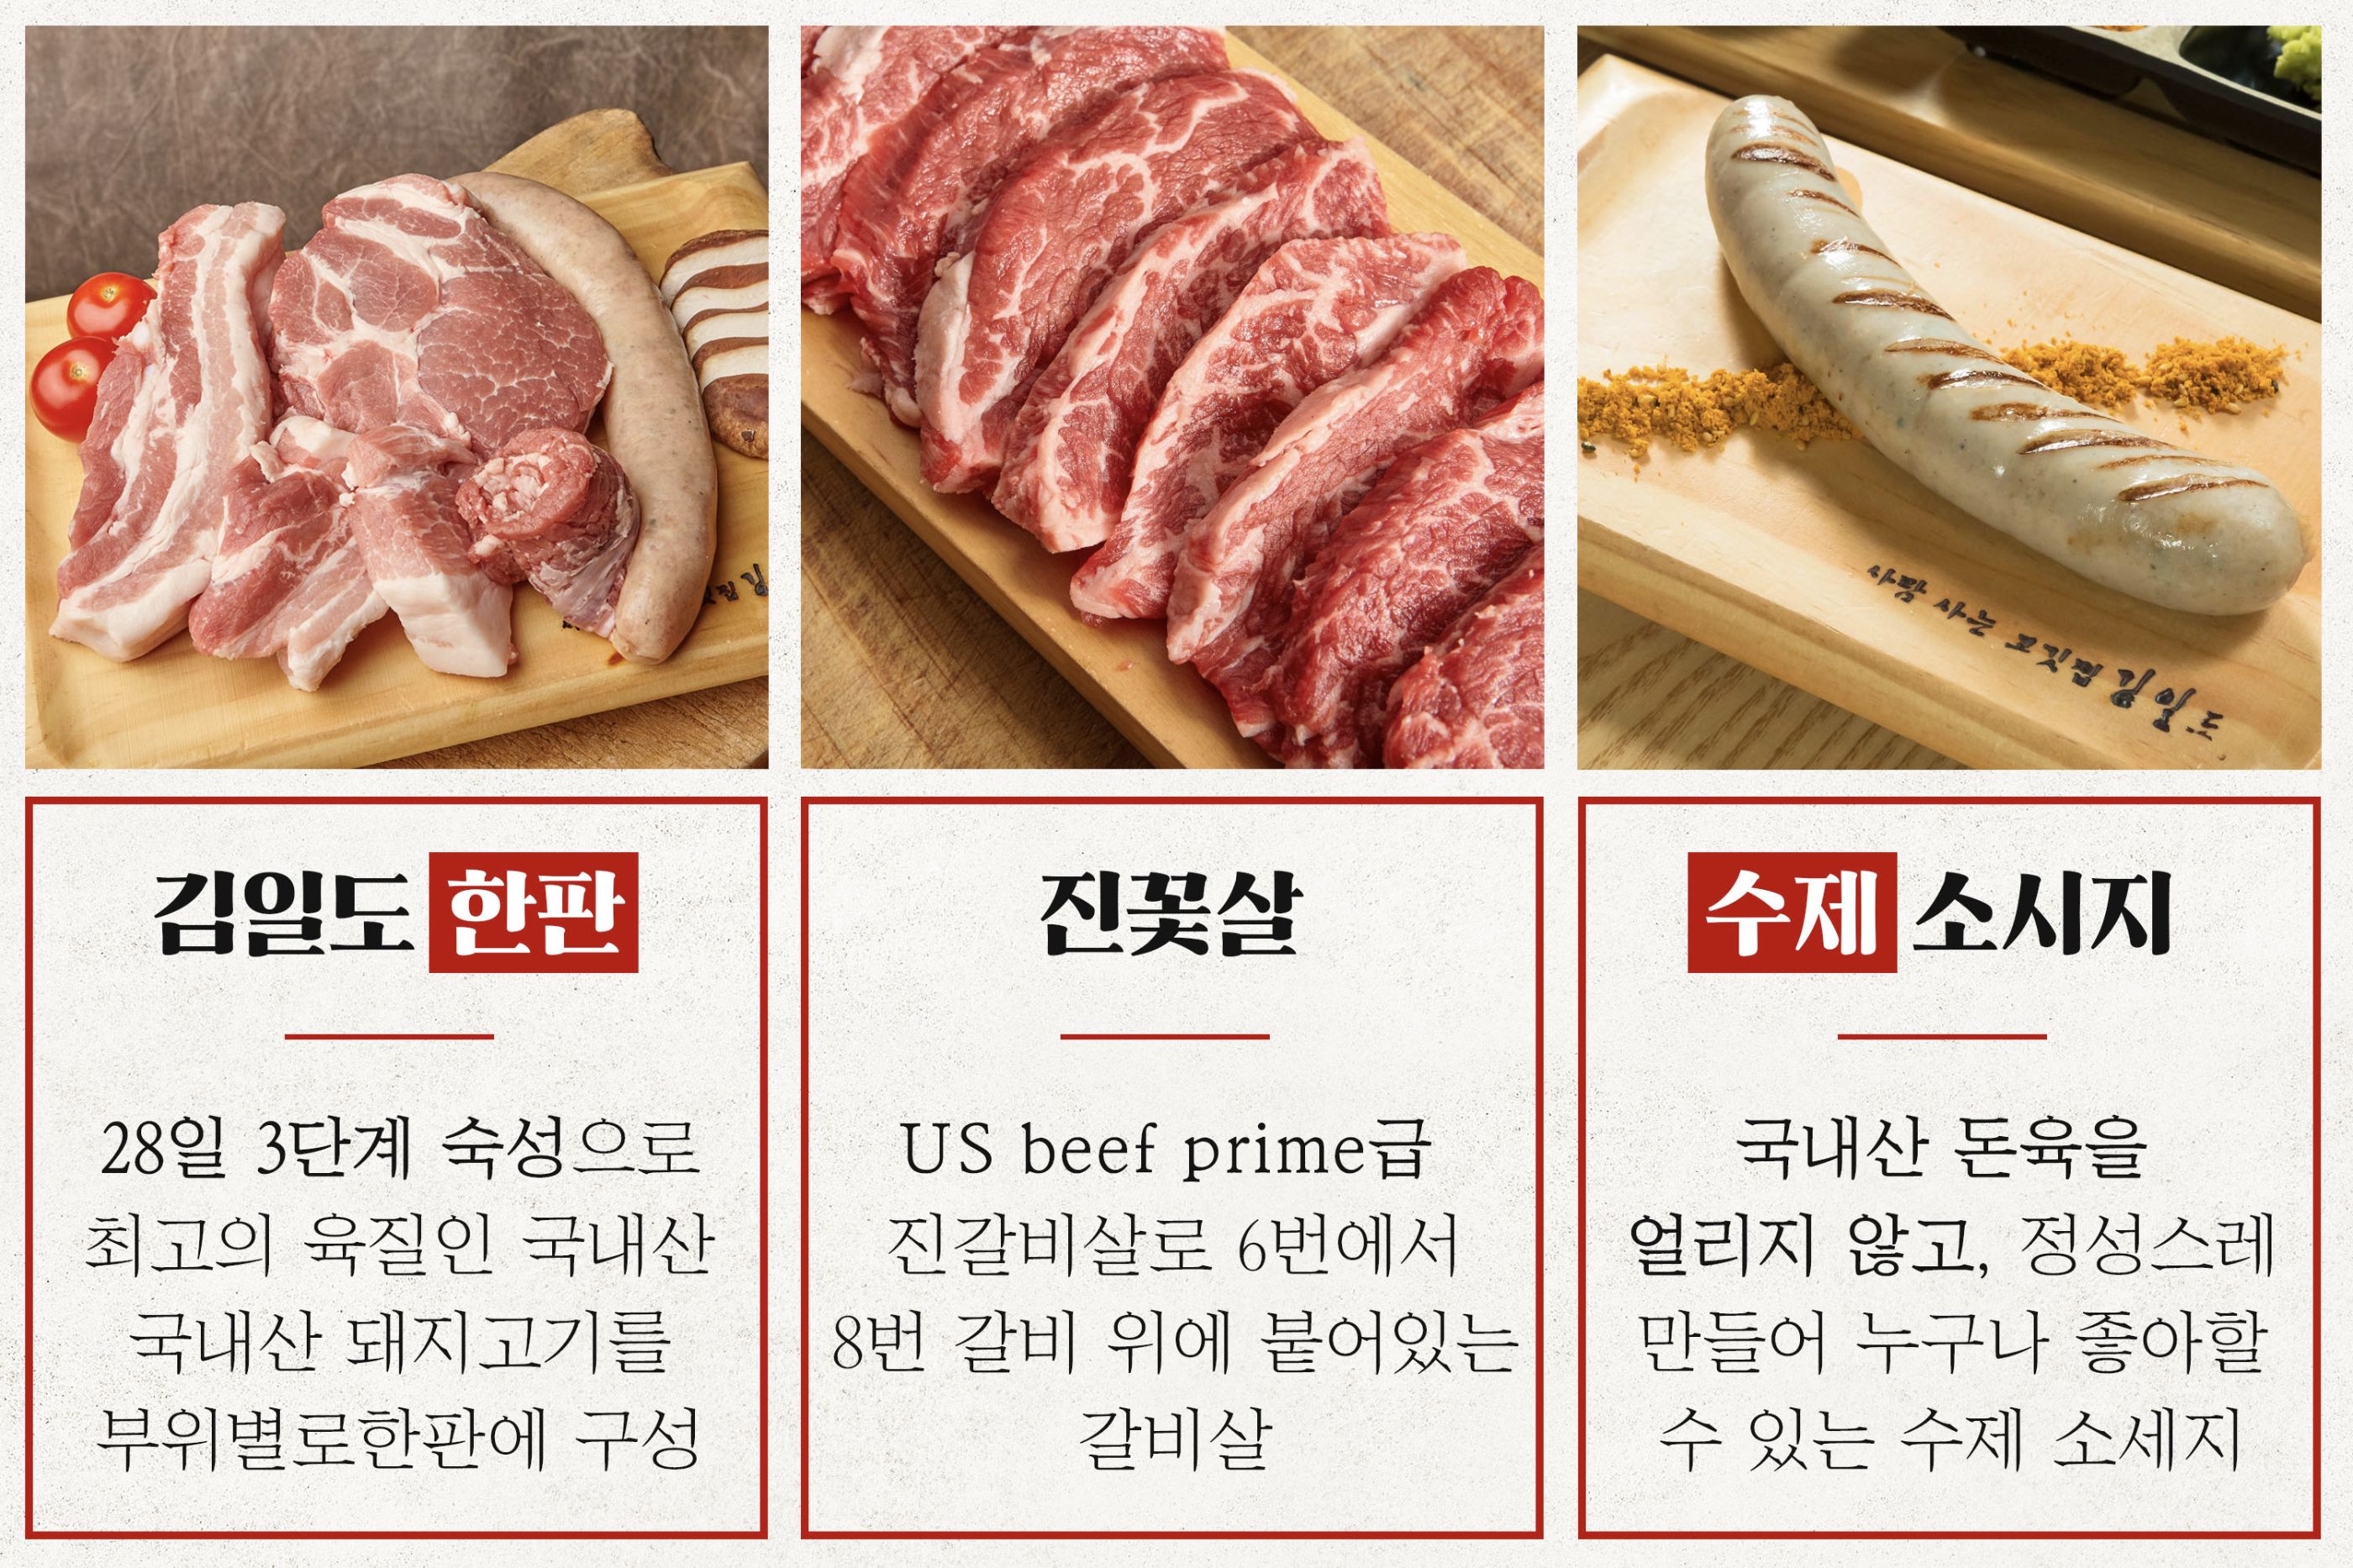 사람 사는 고깃집 김일도
김일도 한판
28일 3단계 숙성으로
최고의 육질인 국내산
국내산 돼지고기를
부위별로한판에 구성
진꽃살
US beef prime급
진갈비살로 6번에서
8번 갈비 위에 붙어있는
갈비살
수제 소시지
국내산 돈육을
얼리지 않고, 정성스레
만들어 누구나 좋아할
수 있는 수제 소세지